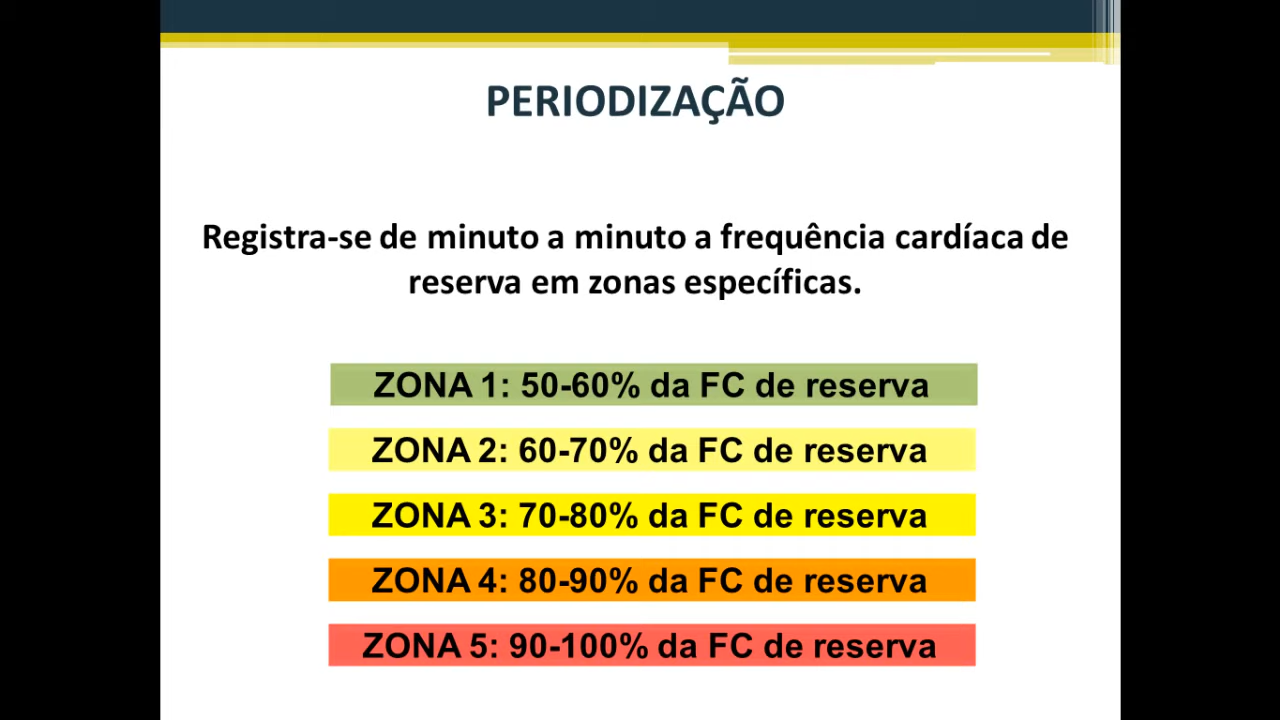 PERIODIZAÇÃO
Registra-se de minuto a minuto a frequência cardíaca de
reserva em zonas específicas.
ZONA 1: 50-60% da FC de reserva
ZONA 2: 60-70% da FC de reserva
ZONA 3: 70-80% da FC de reserva
ZONA 4: 80-90% da FC de reserva
ZONA 5: 90-100% da FC de reserva